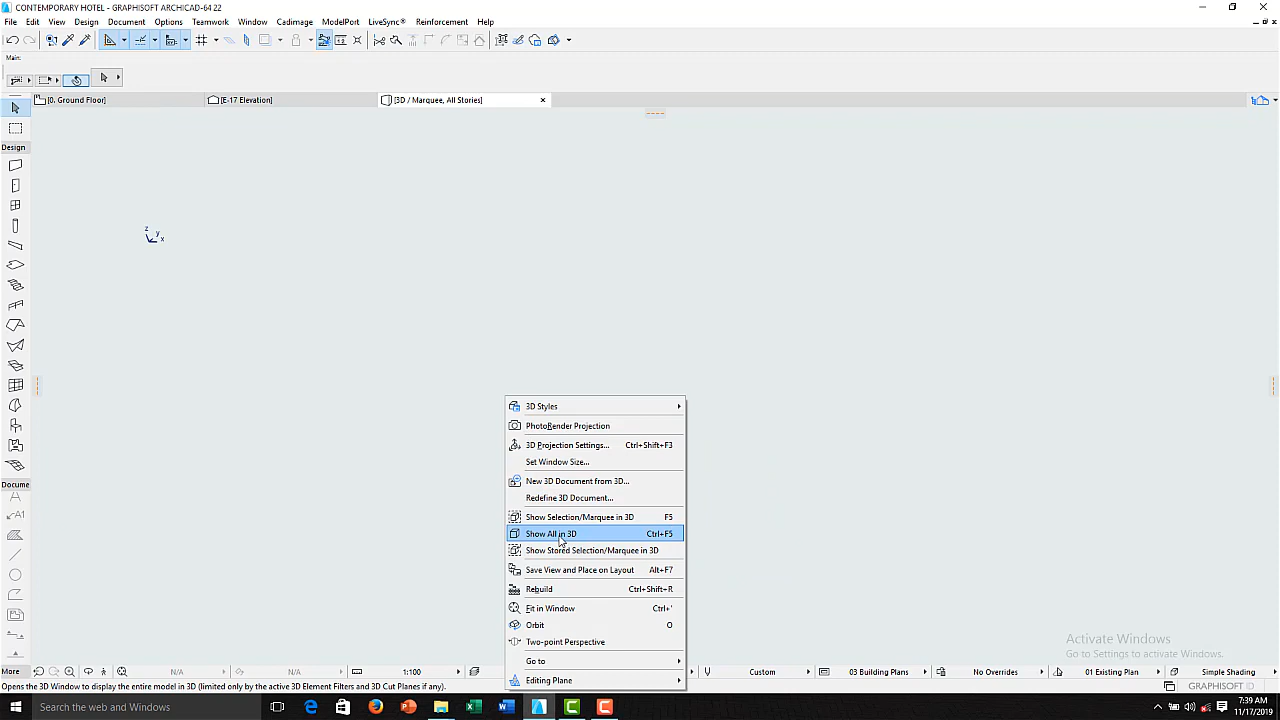 CONTEMPORARY HOTEL - GRAPHISOFT ARCHICAD-64 22
File Edit View Design Document Options Teamwork Window Cadimage ModelPort LiveSync® Reinforcement Help
Main:
[0. Ground Floor] [E-17 Elevation] [3D / Marquee, All Stories]
Design
z
y
x
Docume
A1
3D Styles
PhotoRender Projection
3D Projection Settings... Ctrl+Shift+F3
Set Window Size...
New 3D Document from 3D...
Redefine 3D Document...
Show Selection/Marquee in 3D F5
Show All in 3D Ctrl+F5
Show Stored Selection/Marquee in 3D
Save View and Place on Layout Alt+F7
Rebuild Ctrl+Shift+R
Fit in Window Ctrl+'
Orbit O
Two-point Perspective
Go to
Editing Plane
Activate Windows
Go to Settings to activate Windows.
More N/A N/A 1:100 Custom 03 Building Plans No Overrides 01 Existing Plan Simple Shading
Opens the 3D Window to display the entire model in 3D (limited only by the active 3D Element Filters and 3D Cut Planes if any). GRAPHISOFT
Search the web and Windows
7:39 AM
11/17/2019